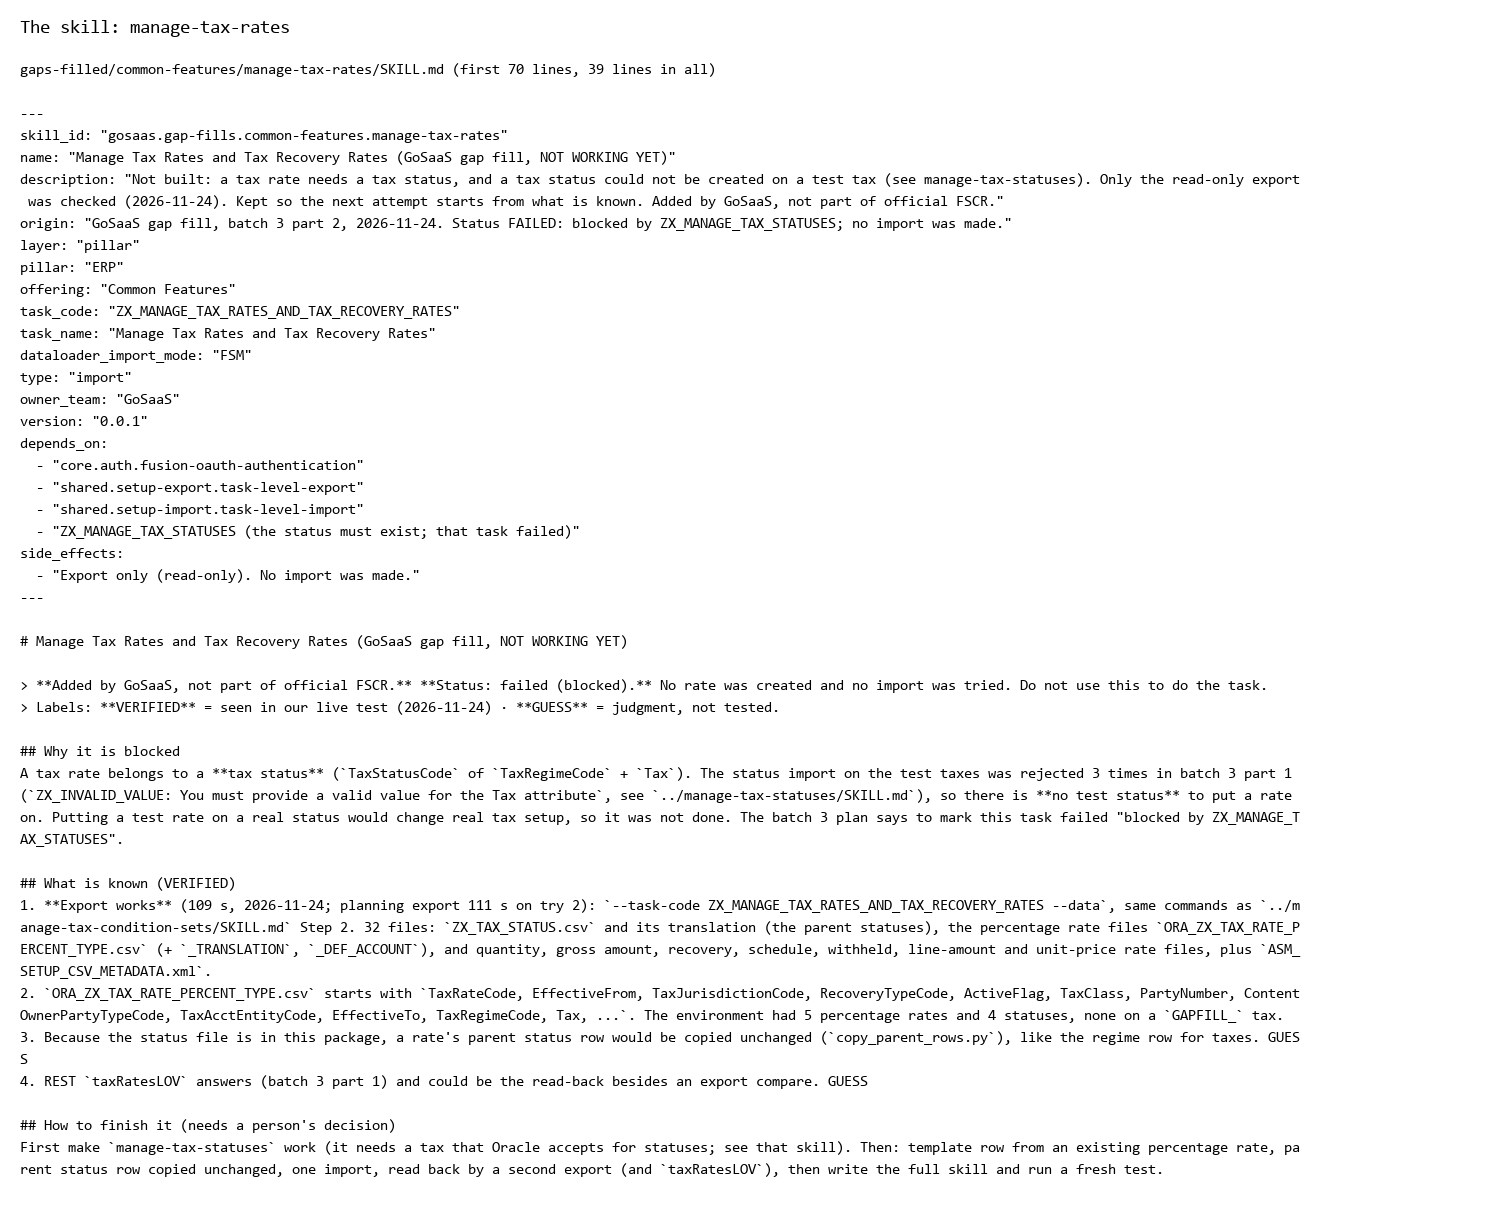 The skill: manage-tax-rates
gaps-filled/common-features/manage-tax-rates/SKILL.md (first 70 lines, 39 lines in all)
---
skill_id: "gosaas.gap-fills.common-features.manage-tax-rates"
name: "Manage Tax Rates and Tax Recovery Rates (GoSaaS gap fill, NOT WORKING YET)"
description: "Not built: a tax rate needs a tax status, and a tax status could not be created on a test tax (see manage-tax-statuses). Only the read-only export
 was checked (2026-11-24). Kept so the next attempt starts from what is known. Added by GoSaaS, not part of official FSCR."
origin: "GoSaaS gap fill, batch 3 part 2, 2026-11-24. Status FAILED: blocked by ZX_MANAGE_TAX_STATUSES; no import was made."
layer: "pillar"
pillar: "ERP"
offering: "Common Features"
task_code: "ZX_MANAGE_TAX_RATES_AND_TAX_RECOVERY_RATES"
task_name: "Manage Tax Rates and Tax Recovery Rates"
dataloader_import_mode: "FSM"
type: "import"
owner_team: "GoSaaS"
version: "0.0.1"
depends_on:
  - "core.auth.fusion-oauth-authentication"
  - "shared.setup-export.task-level-export"
  - "shared.setup-import.task-level-import"
  - "ZX_MANAGE_TAX_STATUSES (the status must exist; that task failed)"
side_effects:
  - "Export only (read-only). No import was made."
---
# Manage Tax Rates and Tax Recovery Rates (GoSaaS gap fill, NOT WORKING YET)
> **Added by GoSaaS, not part of official FSCR.** **Status: failed (blocked).** No rate was created and no import was tried. Do not use this to do the task.
> Labels: **VERIFIED** = seen in our live test (2026-11-24) · **GUESS** = judgment, not tested.
## Why it is blocked
A tax rate belongs to a **tax status** (`TaxStatusCode` of `TaxRegimeCode` + `Tax`). The status import on the test taxes was rejected 3 times in batch 3 part 1
(`ZX_INVALID_VALUE: You must provide a valid value for the Tax attribute`, see `../manage-tax-statuses/SKILL.md`), so there is **no test status** to put a rate
on. Putting a test rate on a real status would change real tax setup, so it was not done. The batch 3 plan says to mark this task failed "blocked by ZX_MANAGE_T
AX_STATUSES".
## What is known (VERIFIED)
1. **Export works** (109 s, 2026-11-24; planning export 111 s on try 2): `--task-code ZX_MANAGE_TAX_RATES_AND_TAX_RECOVERY_RATES --data`, same commands as `../m
anage-tax-condition-sets/SKILL.md` Step 2. 32 files: `ZX_TAX_STATUS.csv` and its translation (the parent statuses), the percentage rate files `ORA_ZX_TAX_RATE_P
ERCENT_TYPE.csv` (+ `_TRANSLATION`, `_DEF_ACCOUNT`), and quantity, gross amount, recovery, schedule, withheld, line-amount and unit-price rate files, plus `ASM_
SETUP_CSV_METADATA.xml`.
2. `ORA_ZX_TAX_RATE_PERCENT_TYPE.csv` starts with `TaxRateCode, EffectiveFrom, TaxJurisdictionCode, RecoveryTypeCode, ActiveFlag, TaxClass, PartyNumber, Content
OwnerPartyTypeCode, TaxAcctEntityCode, EffectiveTo, TaxRegimeCode, Tax, ...`. The environment had 5 percentage rates and 4 statuses, none on a `GAPFILL_` tax.
3. Because the status file is in this package, a rate's parent status row would be copied unchanged (`copy_parent_rows.py`), like the regime row for taxes. GUES
S
4. REST `taxRatesLOV` answers (batch 3 part 1) and could be the read-back besides an export compare. GUESS
## How to finish it (needs a person's decision)
First make `manage-tax-statuses` work (it needs a tax that Oracle accepts for statuses; see that skill). Then: template row from an existing percentage rate, pa
rent status row copied unchanged, one import, read back by a second export (and `taxRatesLOV`), then write the full skill and run a fresh test.